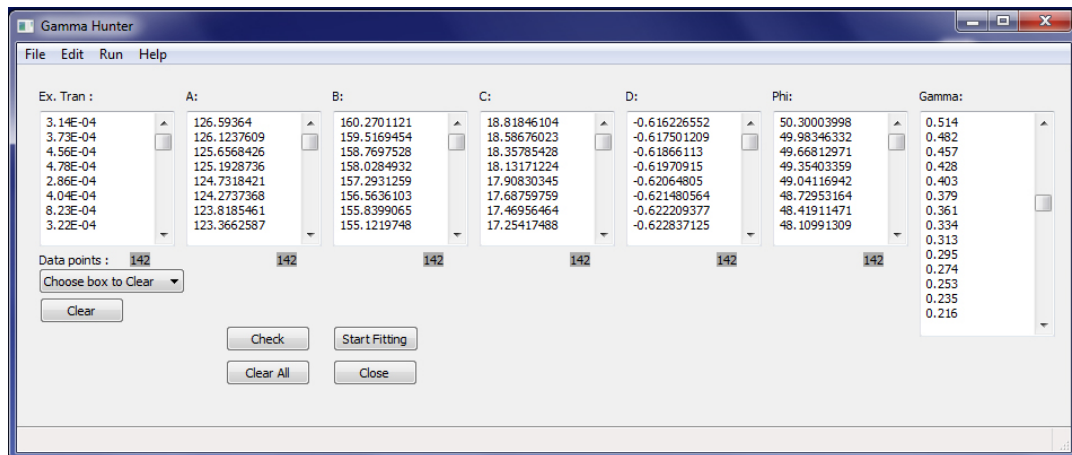 Gamma Hunter
File Edit Run Help
Ex. Tran : A: B: C: D: Phi: Gamma:
3.14E-04 126.59364 160.2701121 18.81846104 -0.616226552 50.30003998 0.514
3.73E-04 126.1237609 159.5169454 18.58676023 -0.617501209 49.98346332 0.482
4.56E-04 125.6568426 158.7697528 18.35785428 -0.61866113 49.66812971 0.457
4.78E-04 125.1928736 158.0284932 18.13171224 -0.61970915 49.35403359 0.428
2.86E-04 124.7318421 157.2931259 17.90830345 -0.62064805 49.04116942 0.403
4.04E-04 124.2737368 156.5636103 17.68759759 -0.621480564 48.72953164 0.379
8.23E-04 123.8185461 155.8399065 17.46956464 -0.622209377 48.41911471 0.361
3.22E-04 123.3662587 155.1219748 17.25417488 -0.622837125 48.10991309 0.334
0.313
Data points : 142 142 142 142 142 142 0.295
Choose box to Clear 0.274
0.253
0.235
Clear 0.216
Check Start Fitting
Clear All Close